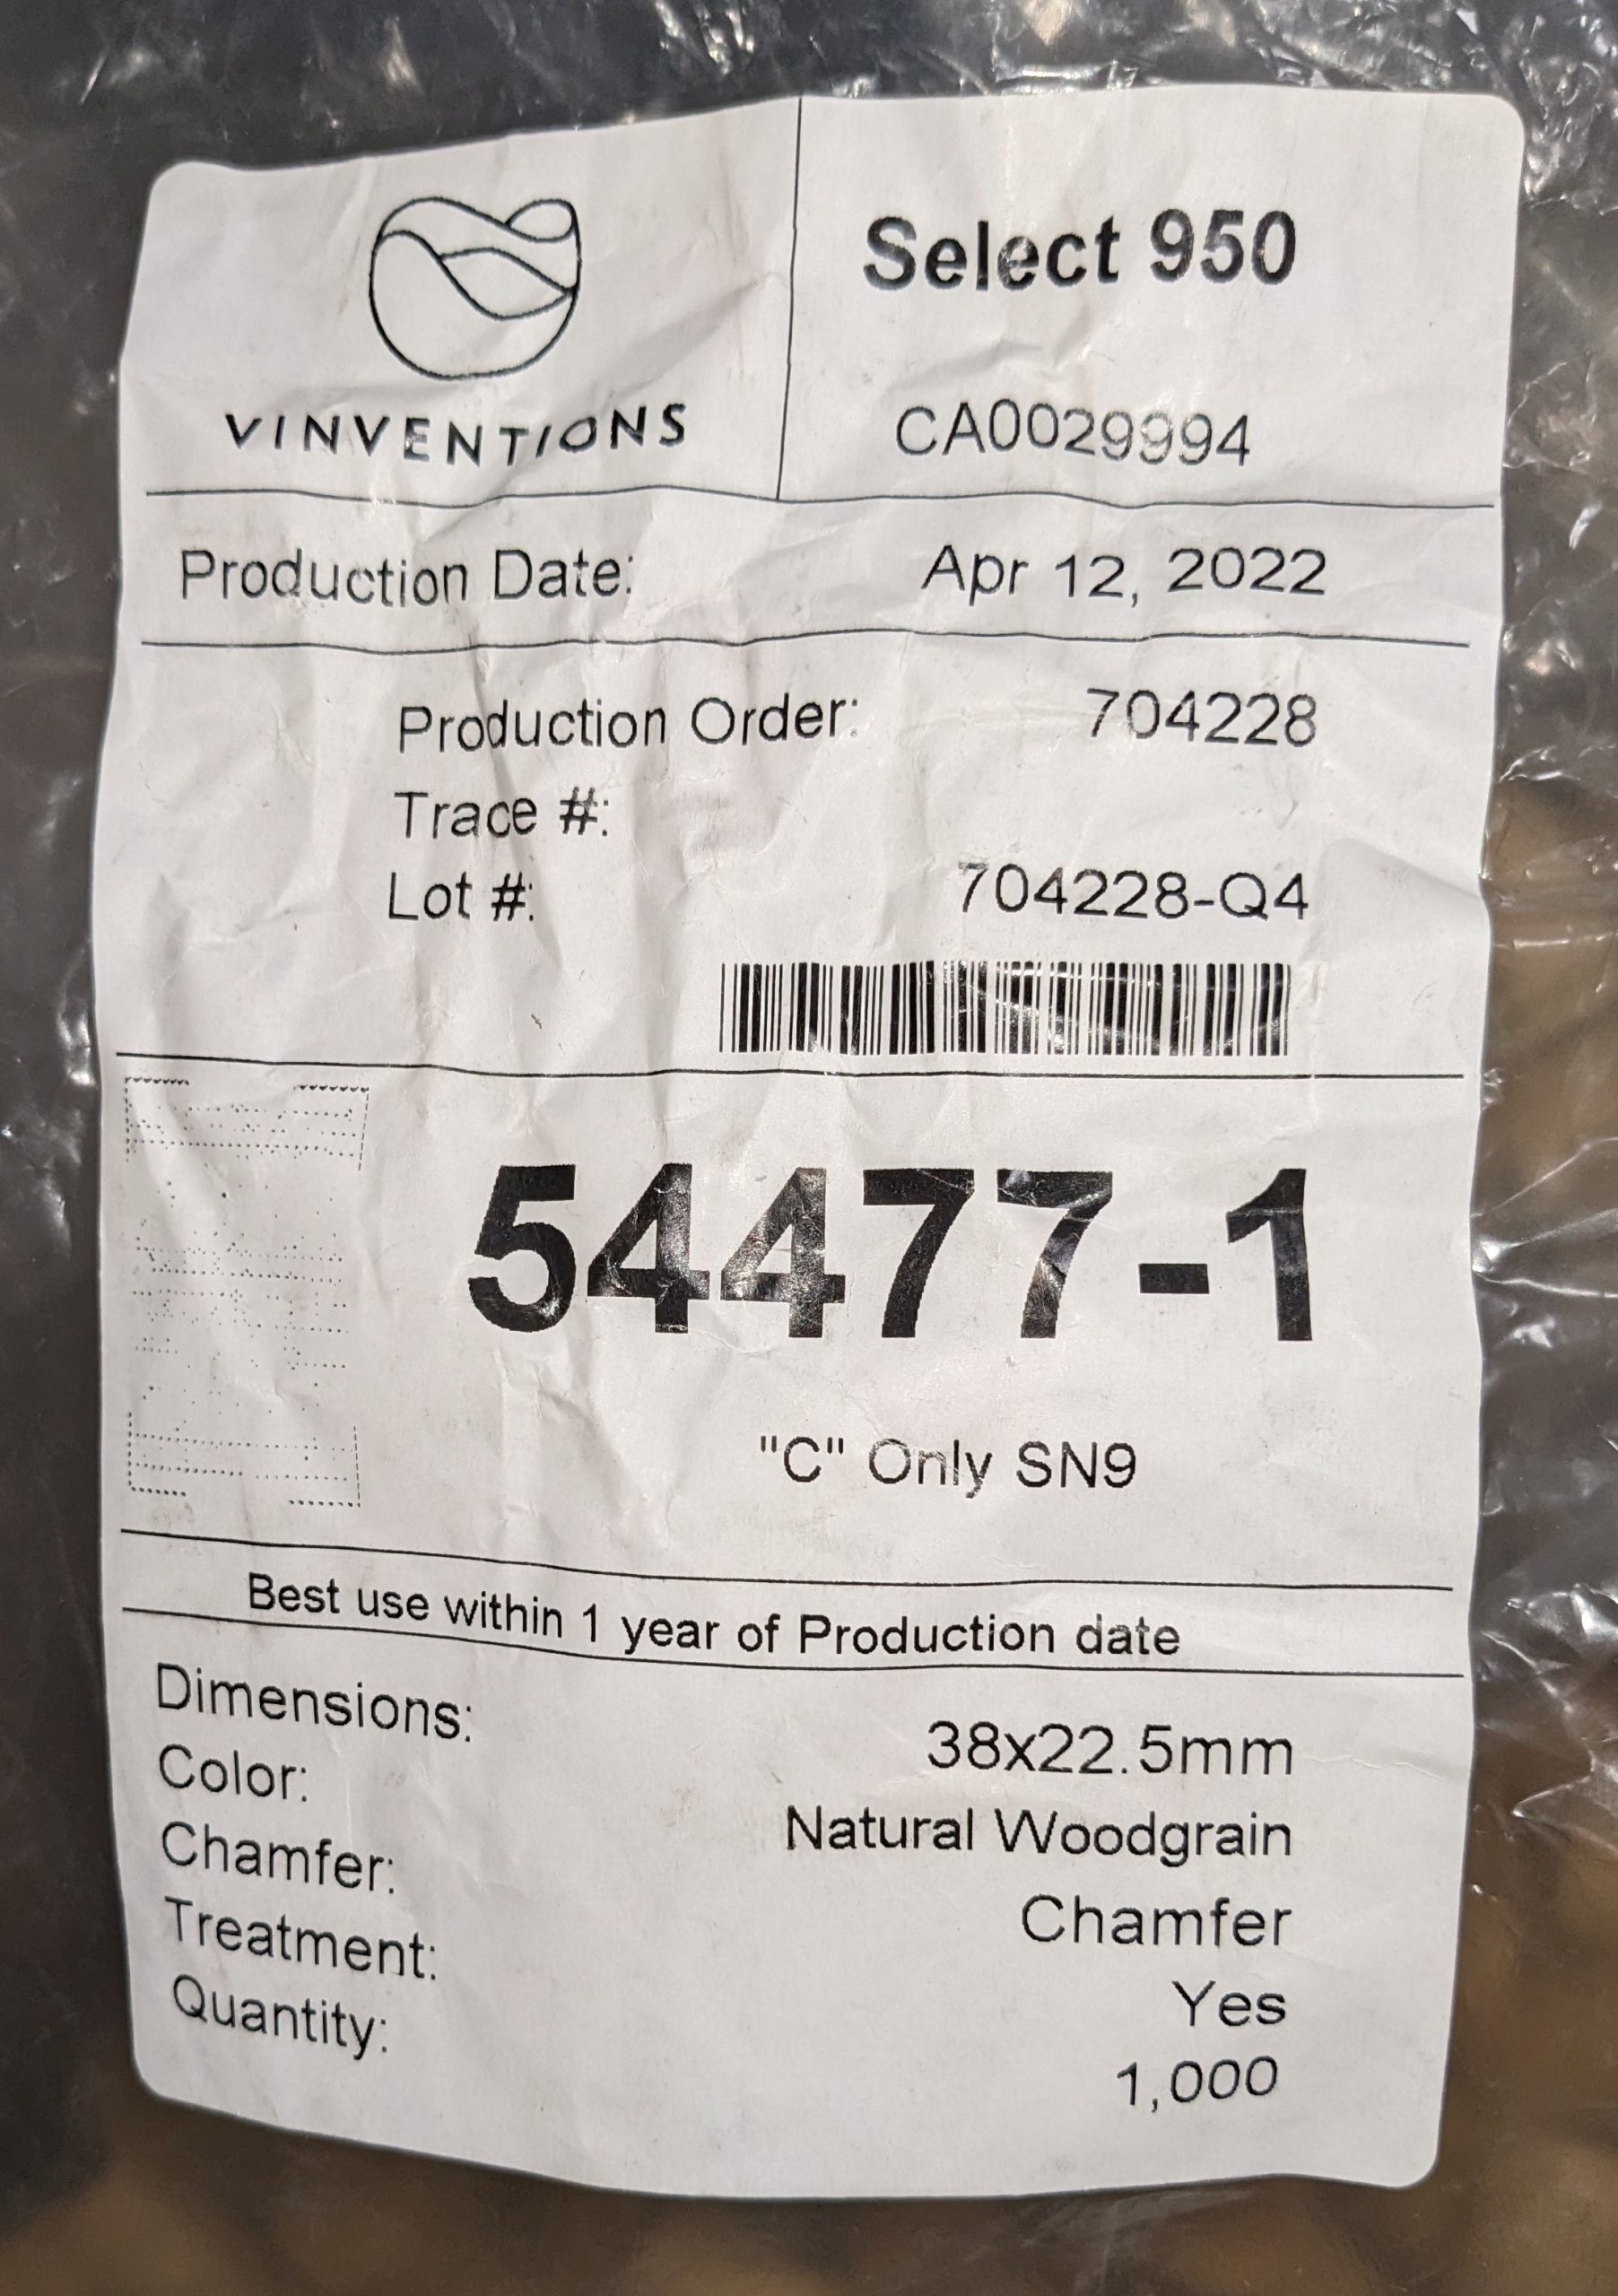 VINVENTIONS
Select 950
CA0029994
Production Date: Apr 12, 2022
Production Order: 704228
Trace #:
Lot #: 704228-Q4
54477-1
"C" Only SN9
Best use within 1 year of Production date
Dimensions: 38x22.5mm
Color: Natural Woodgrain
Chamfer: Chamfer
Treatment: Yes
Quantity: 1,000